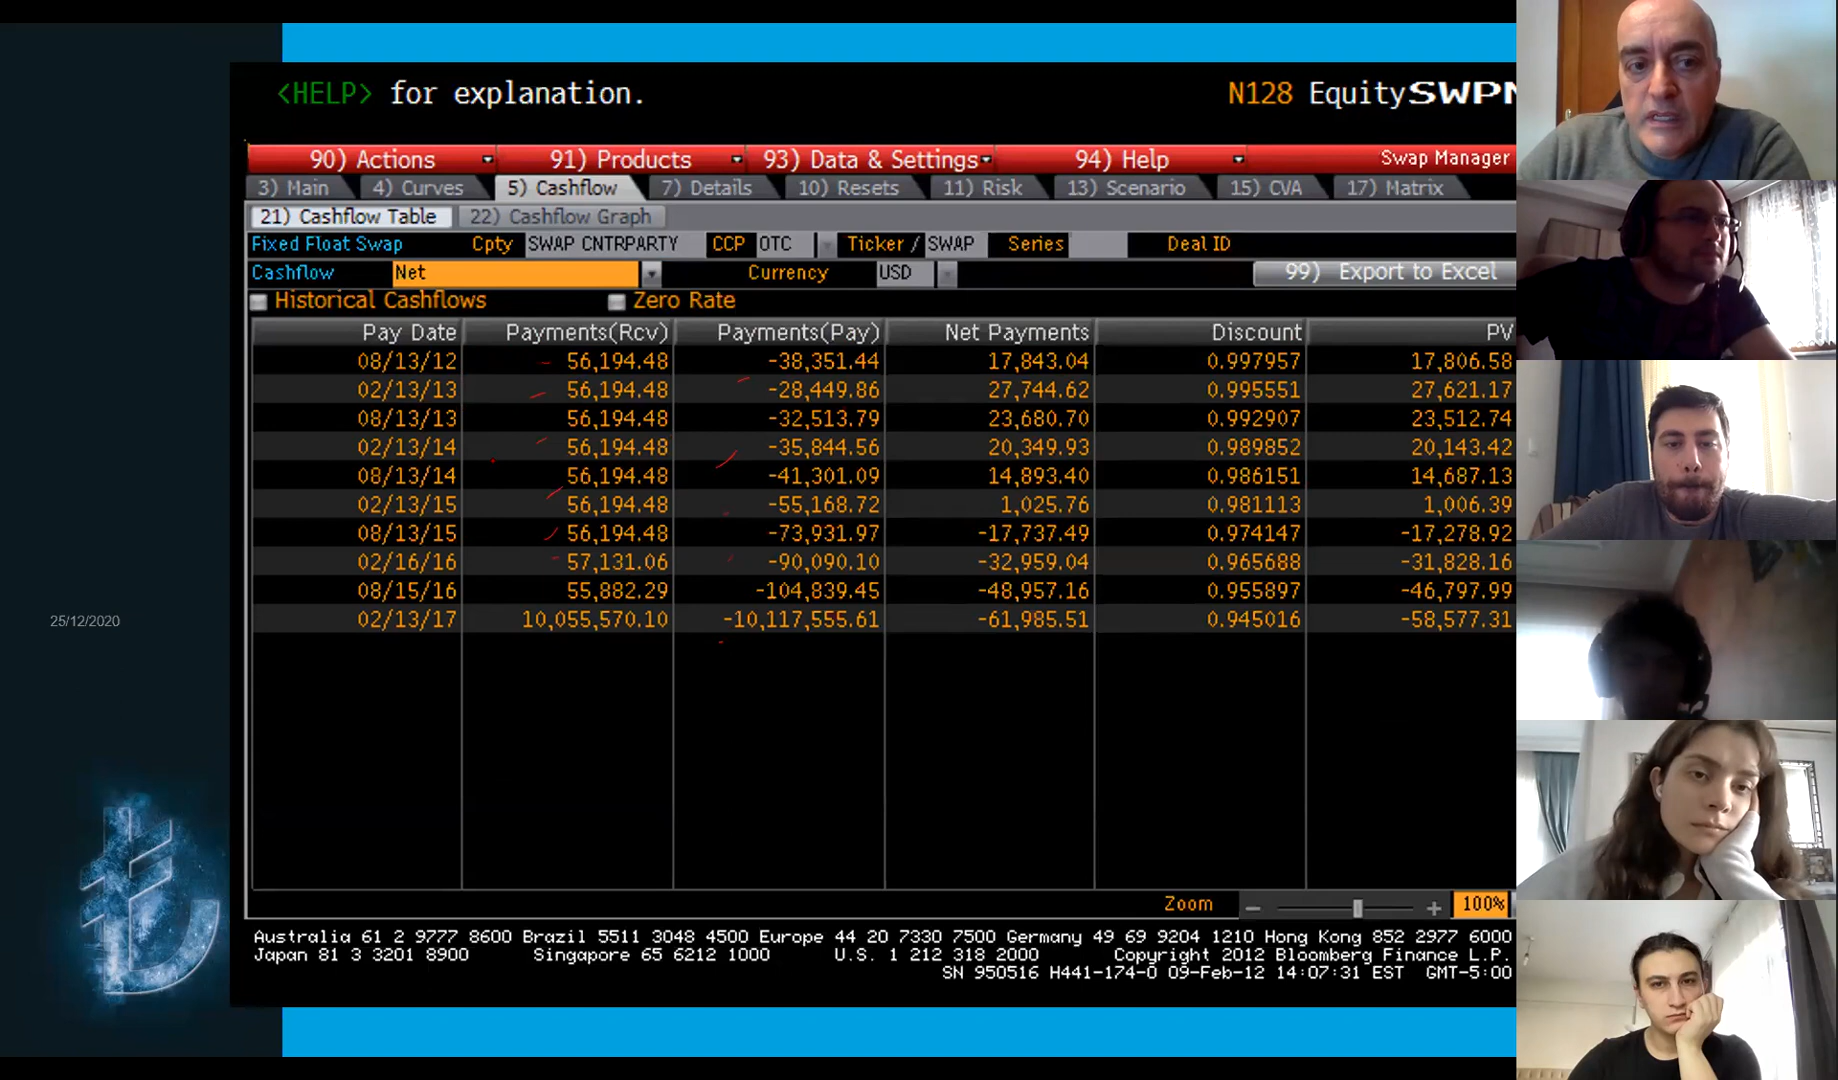 <HELP> for explanation.
N128 Equity SWPM
90) Actions 91) Products 93) Data & Settings 94) Help Swap Manager
3) Main 4) Curves 5) Cashflow 7) Details 10) Resets 11) Risk 13) Scenario 15) CVA 17) Matrix
21) Cashflow Table 22) Cashflow Graph
Fixed Float Swap Cpty SWAP CNTRPARTY CCP OTC Ticker / SWAP Series Deal ID
Cashflow Net Currency USD 99) Export to Excel
Historical Cashflows Zero Rate
Pay Date Payments(Rcv) Payments(Pay) Net Payments Discount PV
08/13/12 56,194.48 -38,351.44 17,843.04 0.997957 17,806.58
02/13/13 56,194.48 -28,449.86 27,744.62 0.995551 27,621.17
08/13/13 56,194.48 -32,513.79 23,680.70 0.992907 23,512.74
02/13/14 56,194.48 -35,844.56 20,349.93 0.989852 20,143.42
08/13/14 56,194.48 -41,301.09 14,893.40 0.986151 14,687.13
02/13/15 56,194.48 -55,168.72 1,025.76 0.981113 1,006.39
08/13/15 56,194.48 -73,931.97 -17,737.49 0.974147 -17,278.92
02/16/16 57,131.06 -90,090.10 -32,959.04 0.965688 -31,828.16
08/15/16 55,882.29 -104,839.45 -48,957.16 0.955897 -46,797.99
02/13/17 10,055,570.10 -10,117,555.61 -61,985.51 0.945016 -58,577.31
25/12/2020
Zoom - + 100%
Australia 61 2 9777 8600 Brazil 5511 3048 4500 Europe 44 20 7330 7500 Germany 49 69 9204 1210 Hong Kong 852 2977 6000
Japan 81 3 3201 8900 Singapore 65 6212 1000 U.S. 1 212 318 2000 Copyright 2012 Bloomberg Finance L.P.
SN 950516 H441-174-0 09-Feb-12 14:07:31 EST GMT-5:00